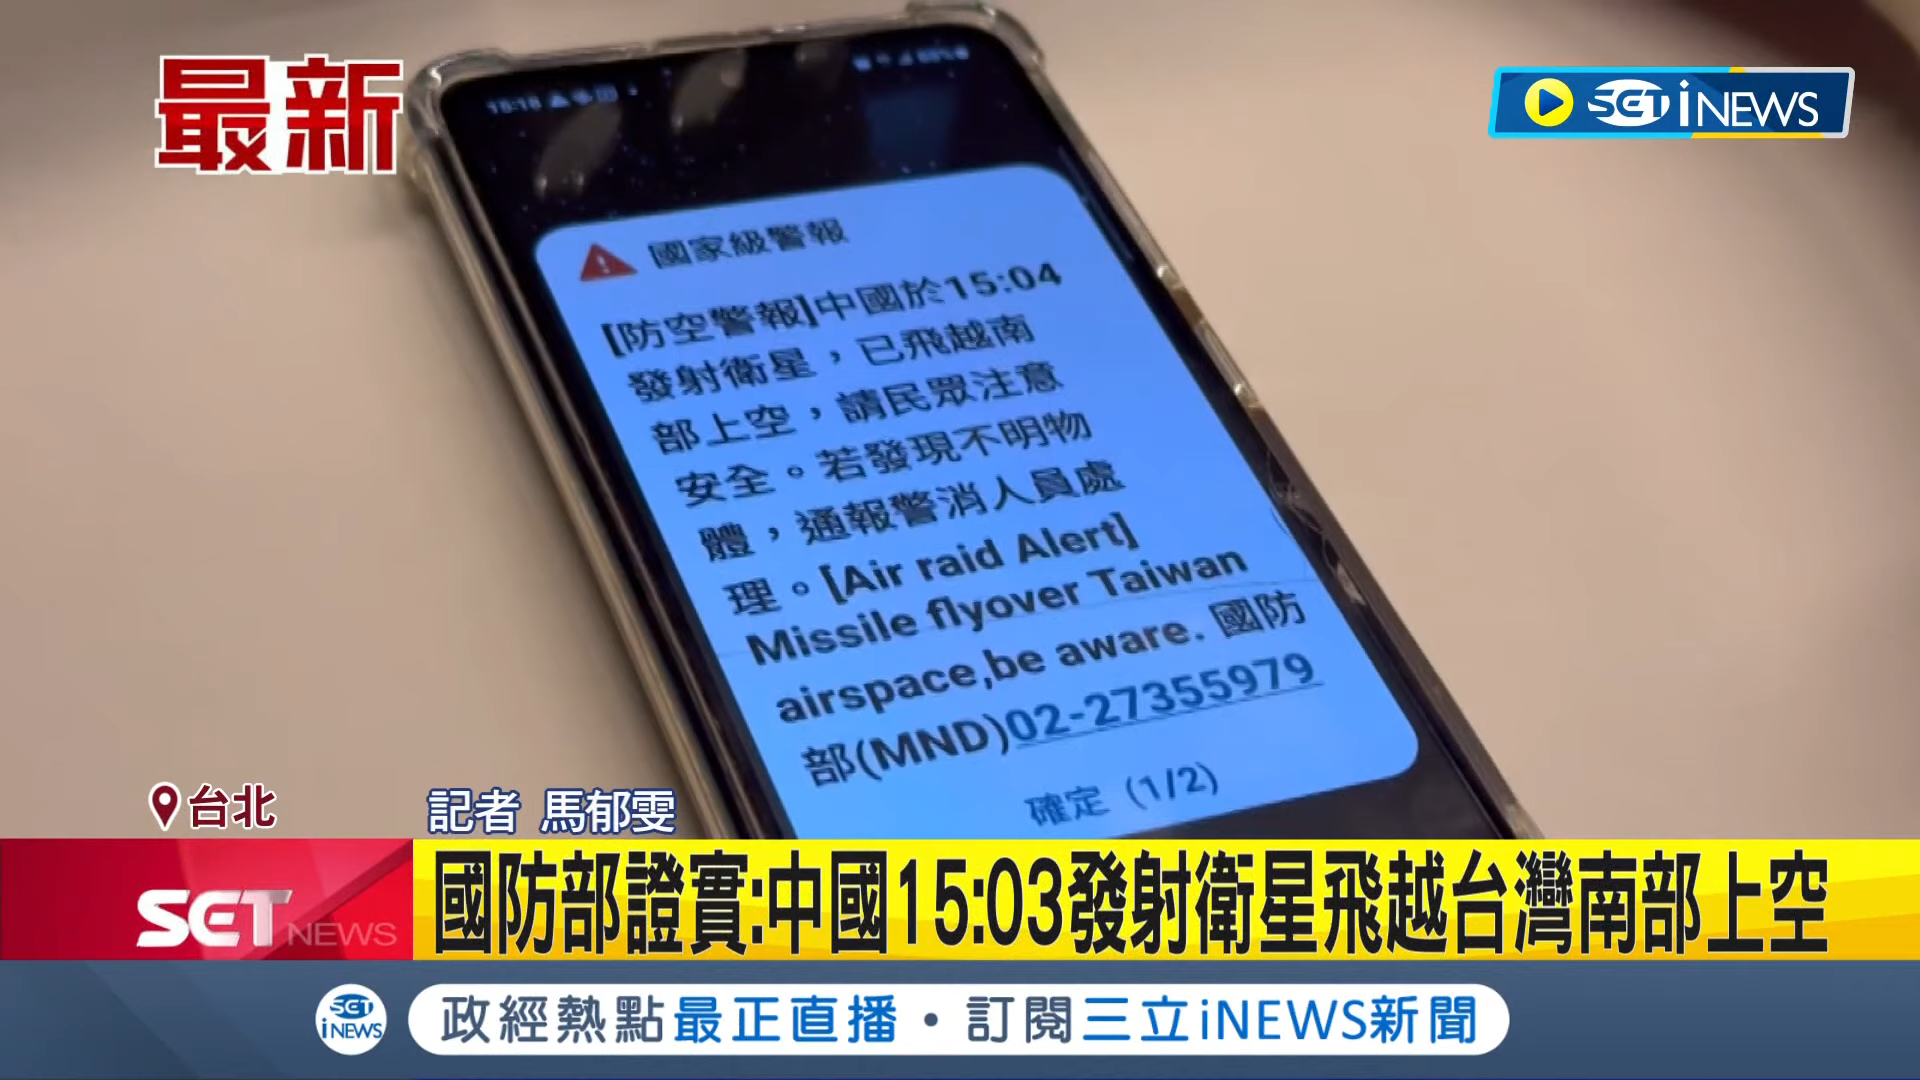 最新
SET iNEWS
15:18
國家級警報
[防空警報]中國於15:04
發射衛星，已飛越南
部上空，請民眾注意
安全。若發現不明物
體，通報警消人員處
理。[Air raid Alert]
Missile flyover Taiwan
airspace,be aware. 國防
部(MND)02-27355979
確定 (1/2)
台北
記者 馬郁雯
SET NEWS
國防部證實:中國15:03發射衛星飛越台灣南部上空
SET iNEWS
政經熱點最正直播・訂閱三立iNEWS新聞